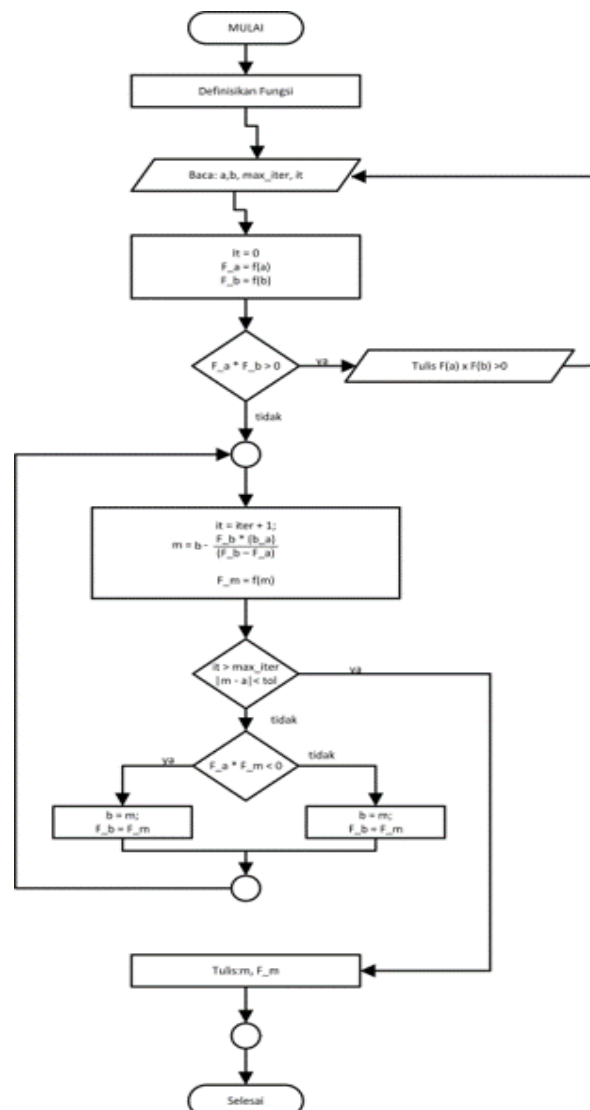 MULAI
Definisikan Fungsi
Baca: a,b, max_iter, it
it = 0
F_a = f(a)
F_b = f(b)
F_a * F_b > 0
ya
Tulis F(a) x F(b) >0
tidak
it = iter + 1;
m = b - F_b * (b_a)
(F_b – F_a)
F_m = f(m)
it > max_iter
ya
|m - a|< tol
tidak
ya
F_a * F_m < 0
tidak
b = m;
F_b = F_m
b = m;
F_b = F_m
Tulis:m, F_m
Selesai